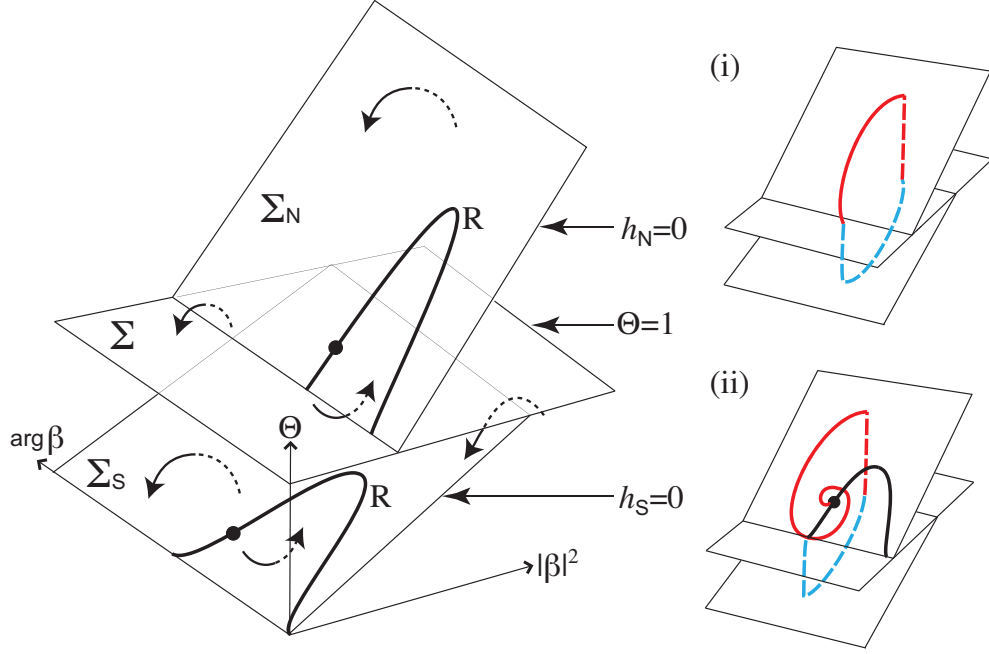 (i)
Σ_N
R
h_N=0
Σ
Θ=1
(ii)
arg β
Θ
Σ_S
R
h_S=0
|β|²